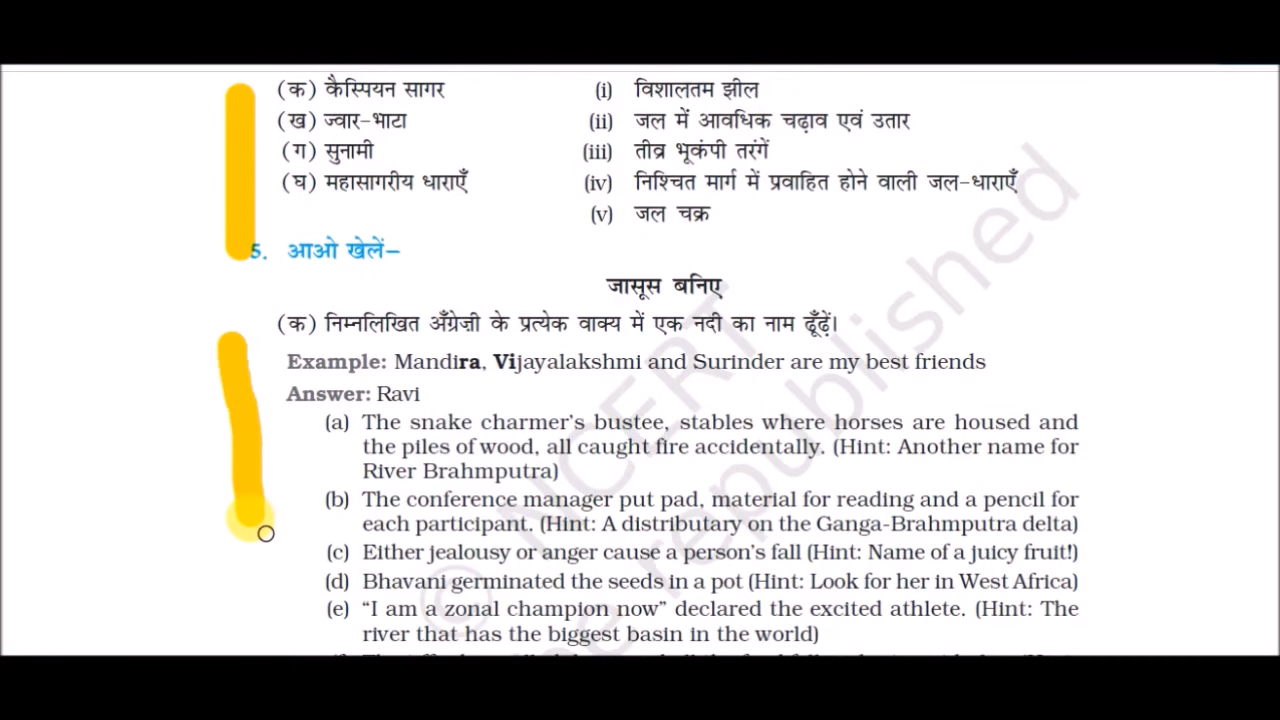 (क) कैस्पियन सागर (i) विशालतम झील
(ख) ज्वार-भाटा (ii) जल में आवधिक चढ़ाव एवं उतार
(ग) सुनामी (iii) तीव्र भूकंपी तरंगें
(घ) महासागरीय धाराएँ (iv) निश्चित मार्ग में प्रवाहित होने वाली जल-धाराएँ
(v) जल चक्र
5. आओ खेलें–
जासूस बनिए
(क) निम्नलिखित अँग्रेजी के प्रत्येक वाक्य में एक नदी का नाम ढूँढ़ें।
Example: Mandira, Vijayalakshmi and Surinder are my best friends
Answer: Ravi
(a) The snake charmer's bustee, stables where horses are housed and
the piles of wood, all caught fire accidentally. (Hint: Another name for
River Brahmputra)
(b) The conference manager put pad, material for reading and a pencil for
each participant. (Hint: A distributary on the Ganga-Brahmputra delta)
(c) Either jealousy or anger cause a person's fall (Hint: Name of a juicy fruit!)
(d) Bhavani germinated the seeds in a pot (Hint: Look for her in West Africa)
(e) "I am a zonal champion now" declared the excited athlete. (Hint: The
river that has the biggest basin in the world)
© NCERT
be republished